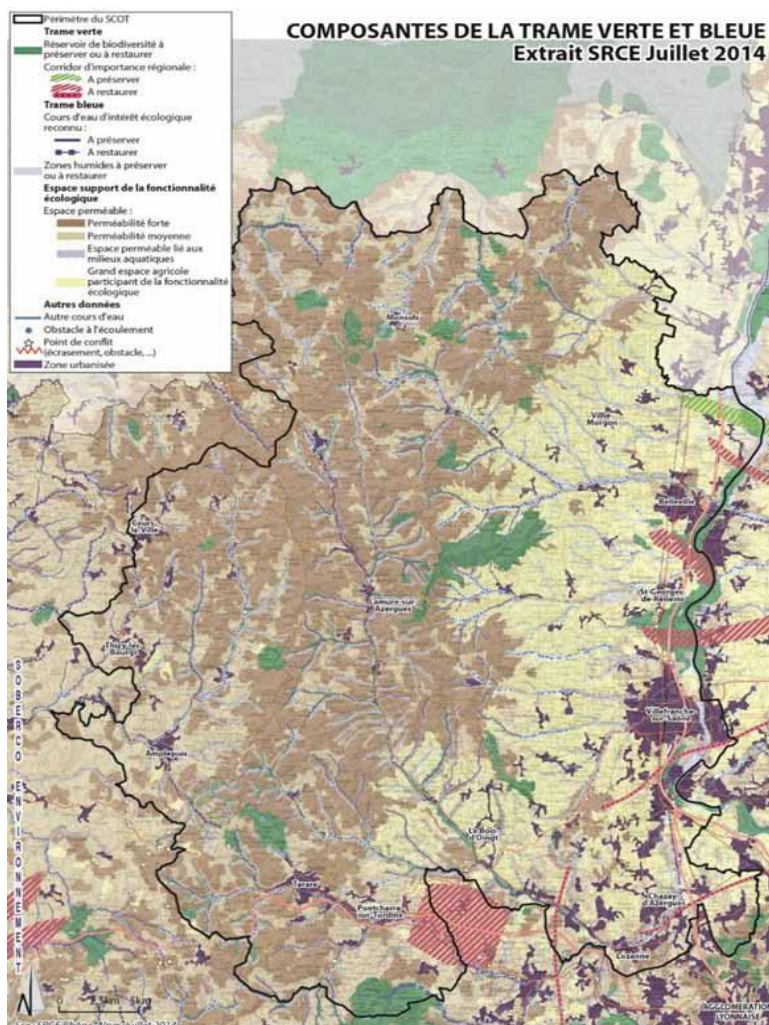 COMPOSANTES DE LA TRAME VERTE ET BLEUE
Extrait SRCE Juillet 2014
Périmètre du SCOT
Trame verte
Réservoir de biodiversité à
préserver ou à restaurer
Corridor d'importance régionale :
A préserver
A restaurer
Trame bleue
Cours d'eau d'intérêt écologique
reconnu :
A préserver
A restaurer
Zones humides à préserver
ou à restaurer
Espace support de la fonctionnalité
écologique
Espace perméable :
Perméabilité forte
Perméabilité moyenne
Espace perméable lié aux
milieux aquatiques
Grand espace agricole
participant de la fonctionnalité
écologique
Autres données
Autre cours d'eau
Obstacle à l'écoulement
Point de conflit
(écrasement, obstacle, ...)
Zone urbanisée
Monsols
Villié-
Morgon
Belleville
Cours
la-Ville
Lamure-sur
Azergues
St Georges
de-Reneins
Thizy-les
Bourgs
Villefranche-
sur-Saône
Amplepuis
Le Bois
d'Oingt
Tarare
Pontcharra
sur-Turdine
Chazay
d'Azergues
Lozanne
SOBERCO ENVIRONNEMENT
N
0
5km
AGGLOMERATION
LYONNAISE